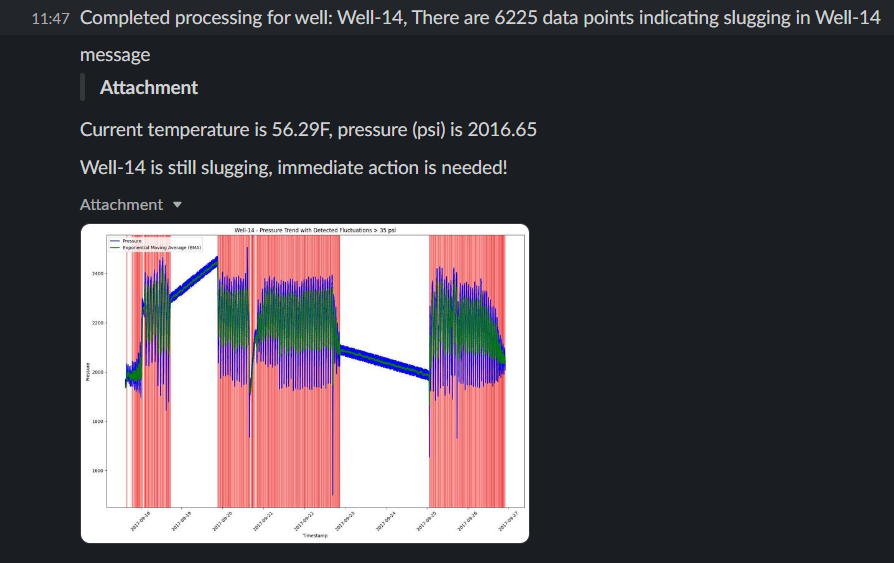 11:47 Completed processing for well: Well-14, There are 6225 data points indicating slugging in Well-14
message
Attachment
Current temperature is 56.29F, pressure (psi) is 2016.65
Well-14 is still slugging, immediate action is needed!
Attachment
Well-14 - Pressure Trend with Detected Fluctuations > 35 psi
Pressure
Exponential Moving Average (EMA)
2400
2200
2000
1800
1600
Pressure
2017-09-18
2017-09-19
2017-09-20
2017-09-21
2017-09-22
2017-09-23
2017-09-24
2017-09-25
2017-09-26
2017-09-27
Timestamp